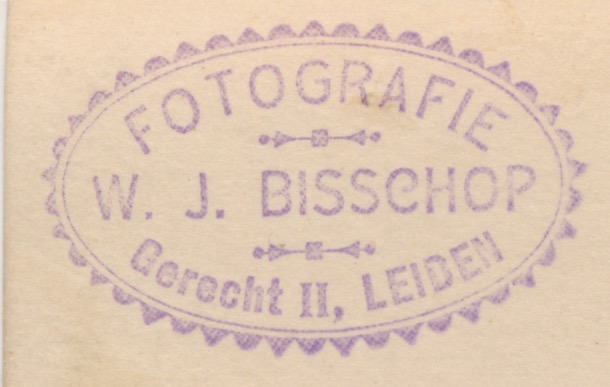 FOTOGRAFIE
W. J. BISSCHOP
Gerecht II, LEIDEN